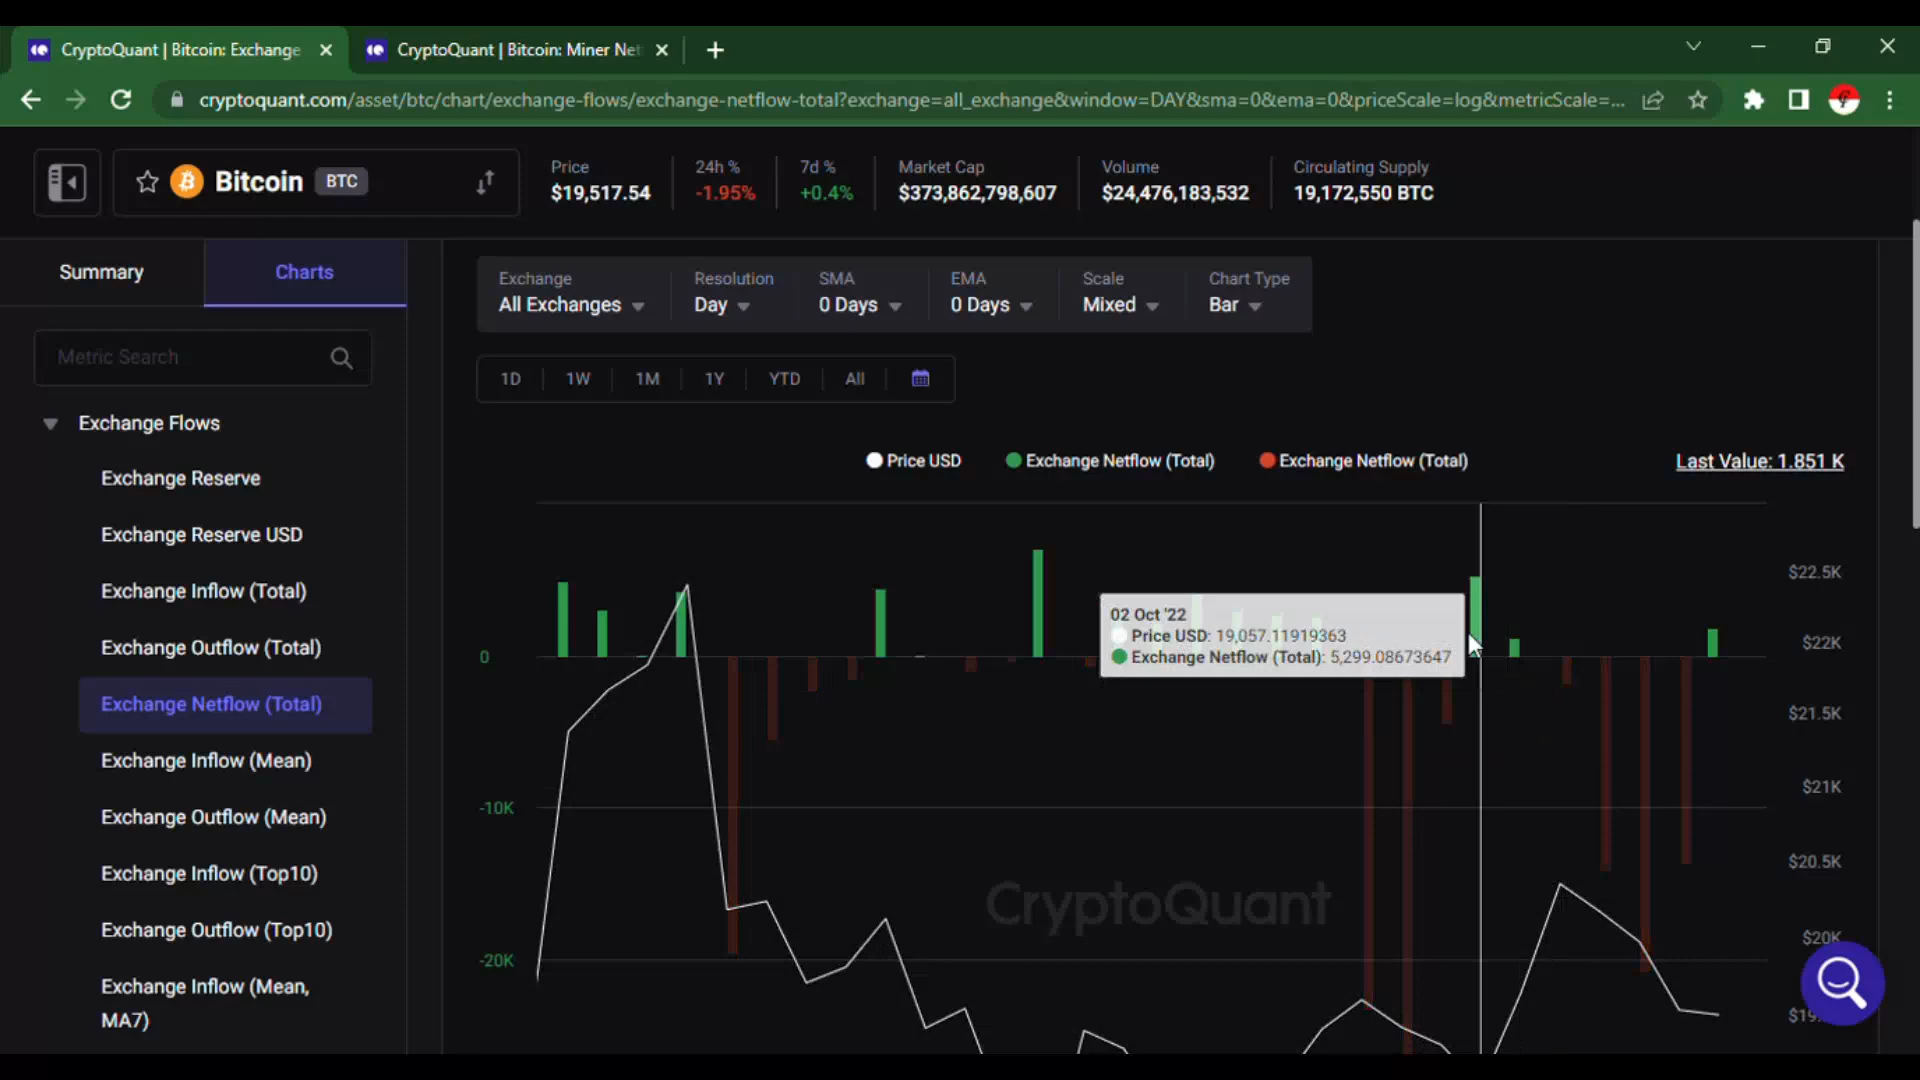 CryptoQuant | Bitcoin: Exchange
CryptoQuant | Bitcoin: Miner Net
cryptoquant.com/asset/btc/chart/exchange-flows/exchange-netflow-total?exchange=all_exchange&window=DAY&sma=0&ema=0&priceScale=log&metricScale=...
Bitcoin BTC
Price
$19,517.54
24h %
-1.95%
7d %
+0.4%
Market Cap
$373,862,798,607
Volume
$24,476,183,532
Circulating Supply
19,172,550 BTC
Summary
Charts
Metric Search
Exchange Flows
Exchange Reserve
Exchange Reserve USD
Exchange Inflow (Total)
Exchange Outflow (Total)
Exchange Netflow (Total)
Exchange Inflow (Mean)
Exchange Outflow (Mean)
Exchange Inflow (Top10)
Exchange Outflow (Top10)
Exchange Inflow (Mean,
MA7)
Exchange
All Exchanges
Resolution
Day
SMA
0 Days
EMA
0 Days
Scale
Mixed
Chart Type
Bar
1D
1W
1M
1Y
YTD
All
Price USD
Exchange Netflow (Total)
Exchange Netflow (Total)
Last Value: 1.851 K
02 Oct '22
Price USD: 19,057.11919363
Exchange Netflow (Total): 5,299.08673647
0
-10K
-20K
$22.5K
$22K
$21.5K
$21K
$20.5K
$20K
CryptoQuant